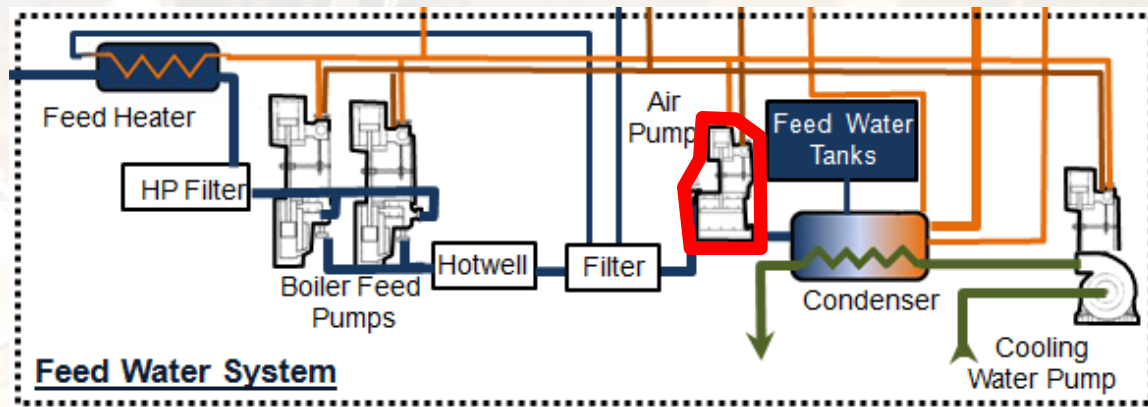 Feed Heater
HP Filter
Boiler Feed
Pumps
Hotwell
Filter
Air
Pump
Feed Water
Tanks
Condenser
Cooling
Water Pump
Feed Water System